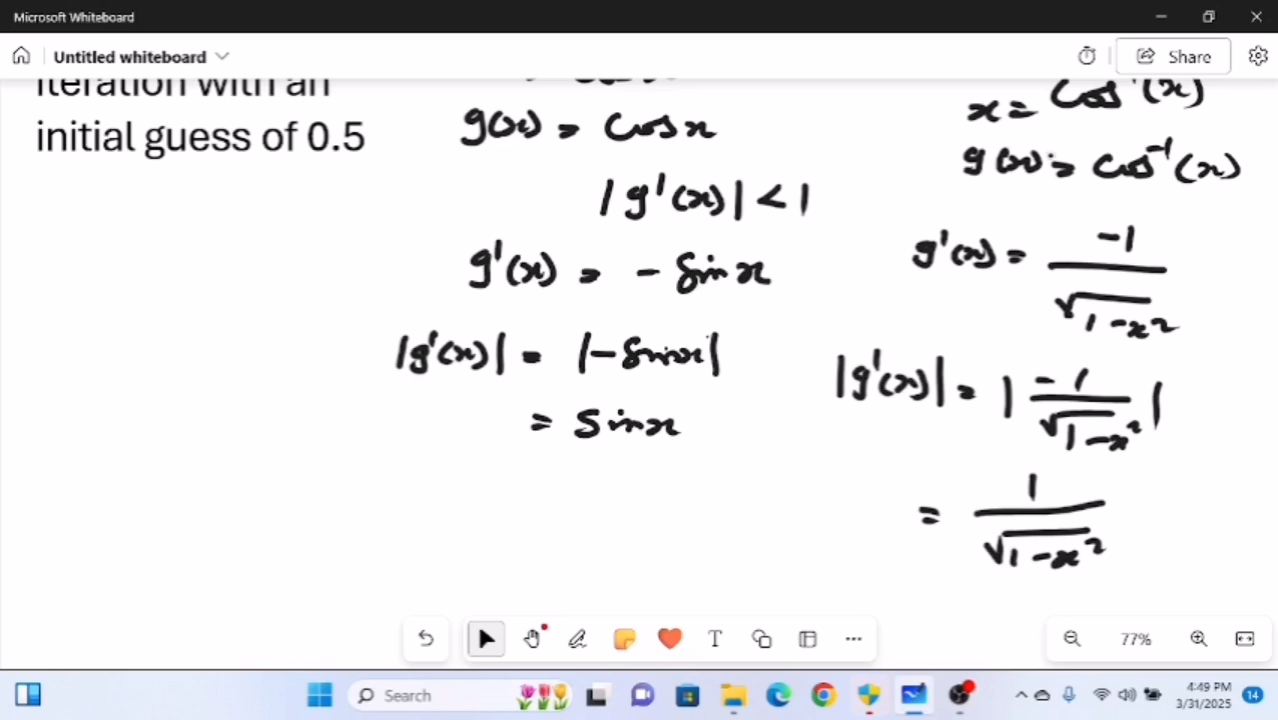 Microsoft Whiteboard
Untitled whiteboard
Share
iteration with an
initial guess of 0.5
g(x) = cos x
|g'(x)| < 1
g'(x) = - sin x
|g'(x)| = |-sin x|
= sin x
x = cos⁻¹(x)
g(x) = cos⁻¹(x)
g'(x) = -1/√(1-x²)
|g'(x)| = |-1/√(1-x²)|
= 1/√(1-x²)
77%
Search
4:49 PM
3/31/2025
14